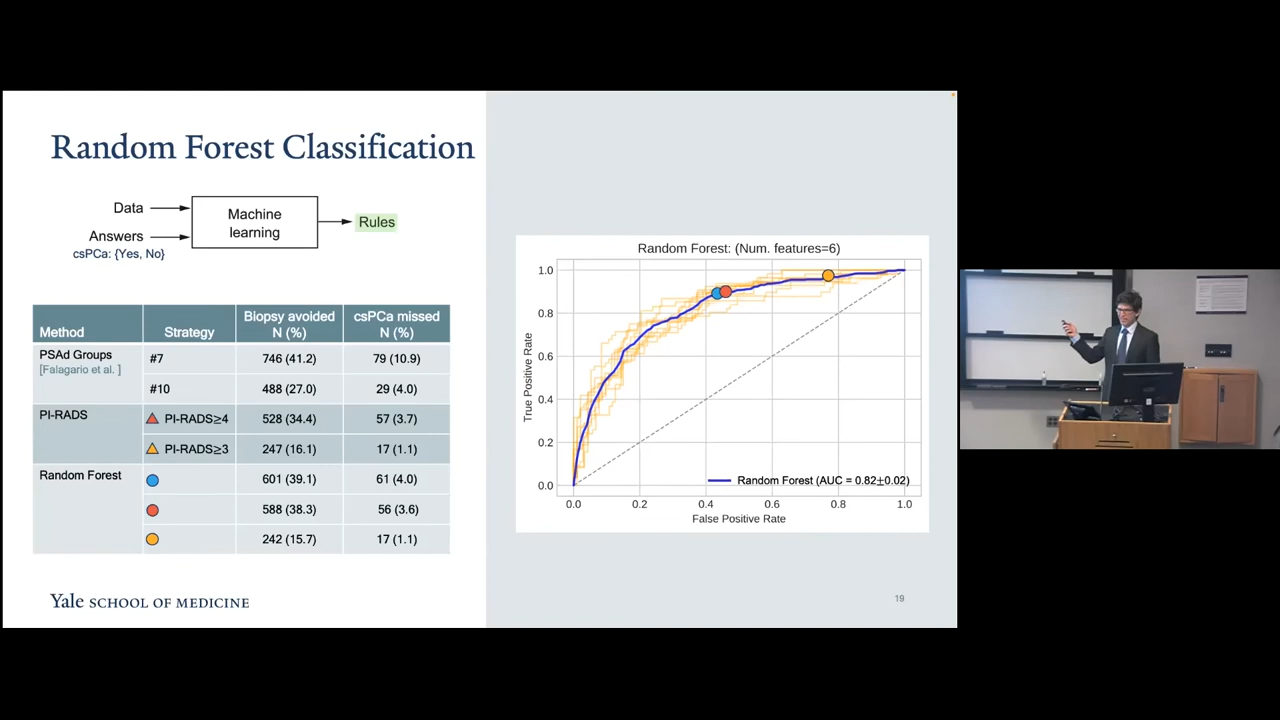 Random Forest Classification
Data
Answers
csPCa: {Yes, No}
Machine
learning
Rules
Method Strategy Biopsy avoided N (%) csPCa missed N (%)
PSAd Groups #7 746 (41.2) 79 (10.9)
[Falagario et al. ]
#10 488 (27.0) 29 (4.0)
PI-RADS PI-RADS≥4 528 (34.4) 57 (3.7)
PI-RADS≥3 247 (16.1) 17 (1.1)
Random Forest 601 (39.1) 61 (4.0)
588 (38.3) 56 (3.6)
242 (15.7) 17 (1.1)
Yale SCHOOL OF MEDICINE
Random Forest: (Num. features=6)
True Positive Rate
1.0
0.8
0.6
0.4
0.2
0.0
Random Forest (AUC = 0.82±0.02)
0.0 0.2 0.4 0.6 0.8 1.0
False Positive Rate
19